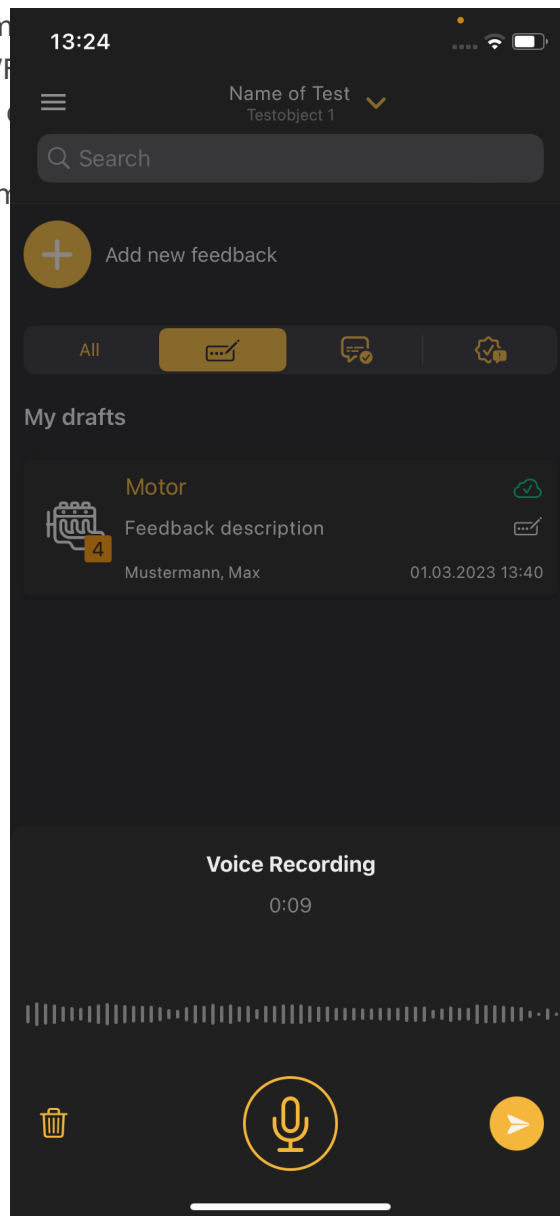 13:24
Name of Test
Testobject 1
Search
Add new feedback
All
My drafts
Motor
Feedback description
4
Mustermann, Max 01.03.2023 13:40
Voice Recording
0:09